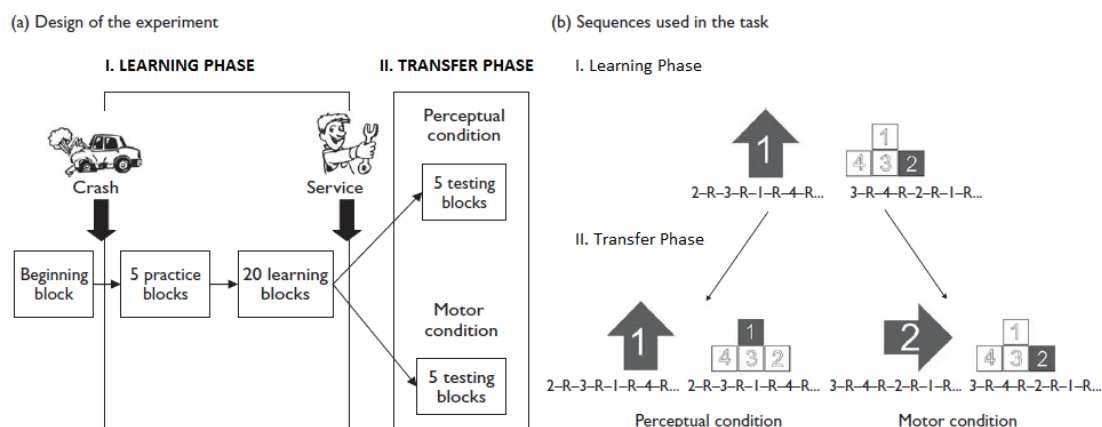 (a) Design of the experiment
I. LEARNING PHASE
II. TRANSFER PHASE
Crash
Service
Beginning
block
5 practice
blocks
20 learning
blocks
Perceptual
condition
5 testing
blocks
Motor
condition
5 testing
blocks
(b) Sequences used in the task
I. Learning Phase
1
1
4 3 2
2–R–3–R–1–R–4–R... 3–R–4–R–2–R–1–R...
II. Transfer Phase
1
1
4 3 2
2
1
4 3 2
2–R–3–R–1–R–4–R... 2–R–3–R–1–R–4–R... 3–R–4–R–2–R–1–R... 3–R–4–R–2–R–1–R...
Perceptual condition
Motor condition